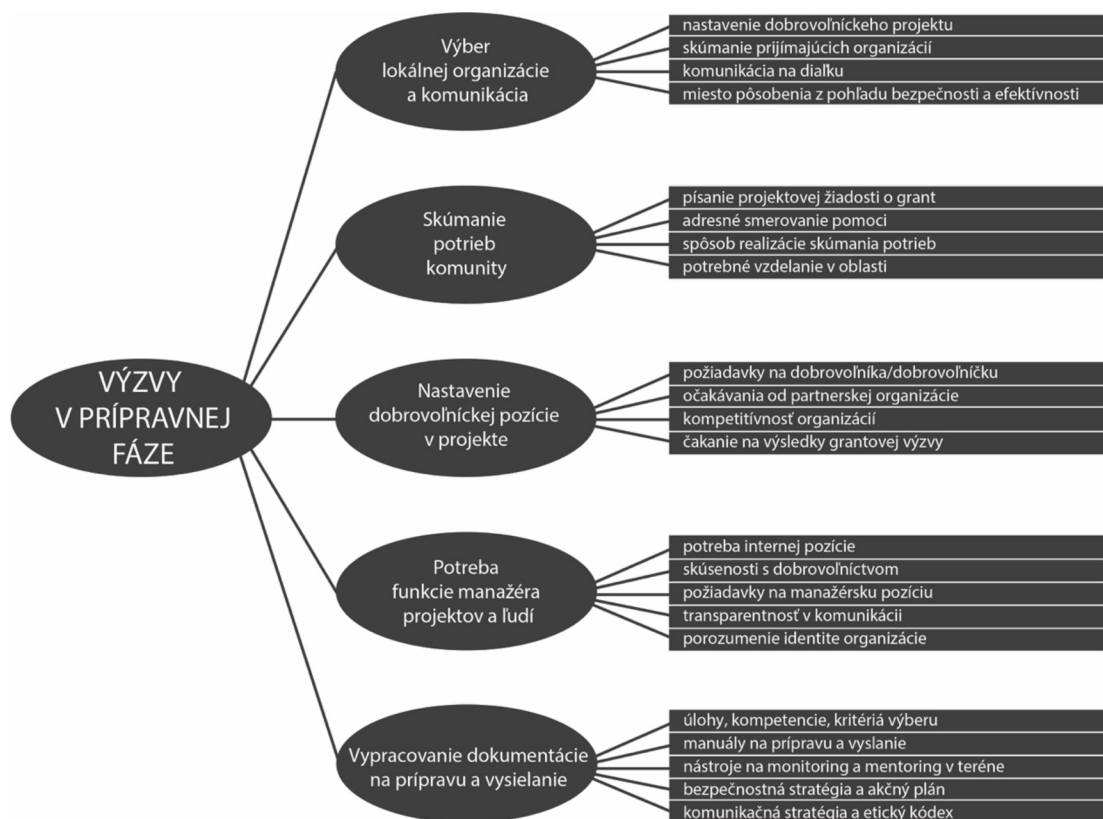 VÝZVY
V PRÍPRAVNEJ
FÁZE
Výber
lokálnej organizácie
a komunikácia
nastavenie dobrovoľníckeho projektu
skúmanie prijímajúcich organizácií
komunikácia na diaľku
miesto pôsobenia z pohľadu bezpečnosti a efektívnosti
Skúmanie
potrieb
komunity
písanie projektovej žiadosti o grant
adresné smerovanie pomoci
spôsob realizácie skúmania potrieb
potrebné vzdelanie v oblasti
Nastavenie
dobrovoľníckej pozície
v projekte
požiadavky na dobrovoľníka/dobrovoľníčku
očakávania od partnerskej organizácie
kompetitívnosť organizácií
čakanie na výsledky grantovej výzvy
Potreba
funkcie manažéra
projektov a ľudí
potreba internej pozície
skúsenosti s dobrovoľníctvom
požiadavky na manažérsku pozíciu
transparentnosť v komunikácii
porozumenie identite organizácie
Vypracovanie dokumentácie
na prípravu a vysielanie
úlohy, kompetencie, kritériá výberu
manuály na prípravu a vyslanie
nástroje na monitoring a mentoring v teréne
bezpečnostná stratégia a akčný plán
komunikačná stratégia a etický kódex